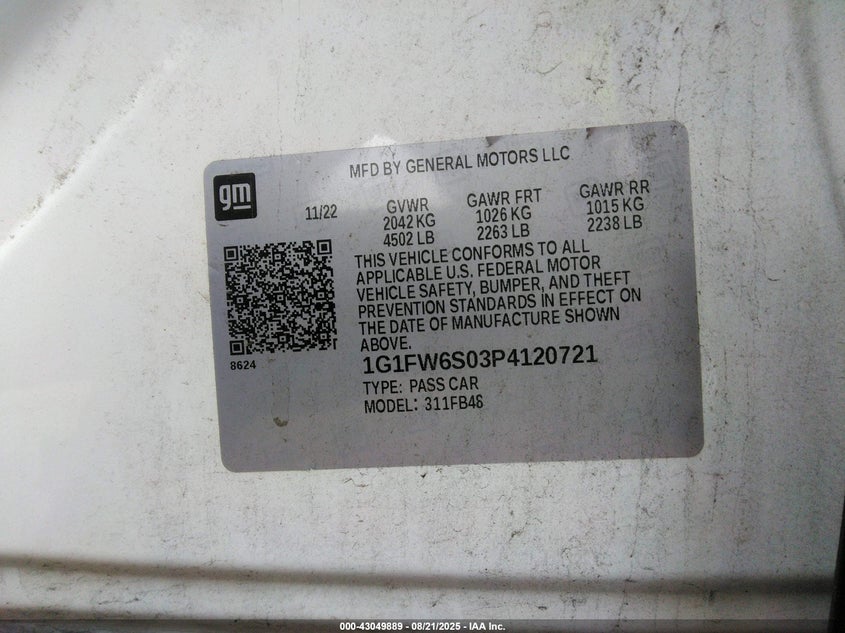 MFD BY GENERAL MOTORS LLC
gm
11/22
GVWR
2042 KG
4502 LB
GAWR FRT
1026 KG
2263 LB
GAWR RR
1015 KG
2238 LB
THIS VEHICLE CONFORMS TO ALL
APPLICABLE U.S. FEDERAL MOTOR
VEHICLE SAFETY, BUMPER, AND THEFT
PREVENTION STANDARDS IN EFFECT ON
THE DATE OF MANUFACTURE SHOWN
ABOVE.
8624
1G1FW6S03P4120721
TYPE: PASS CAR
MODEL: 311FB48
000-43049889 - 08/21/2025 - IAA Inc.